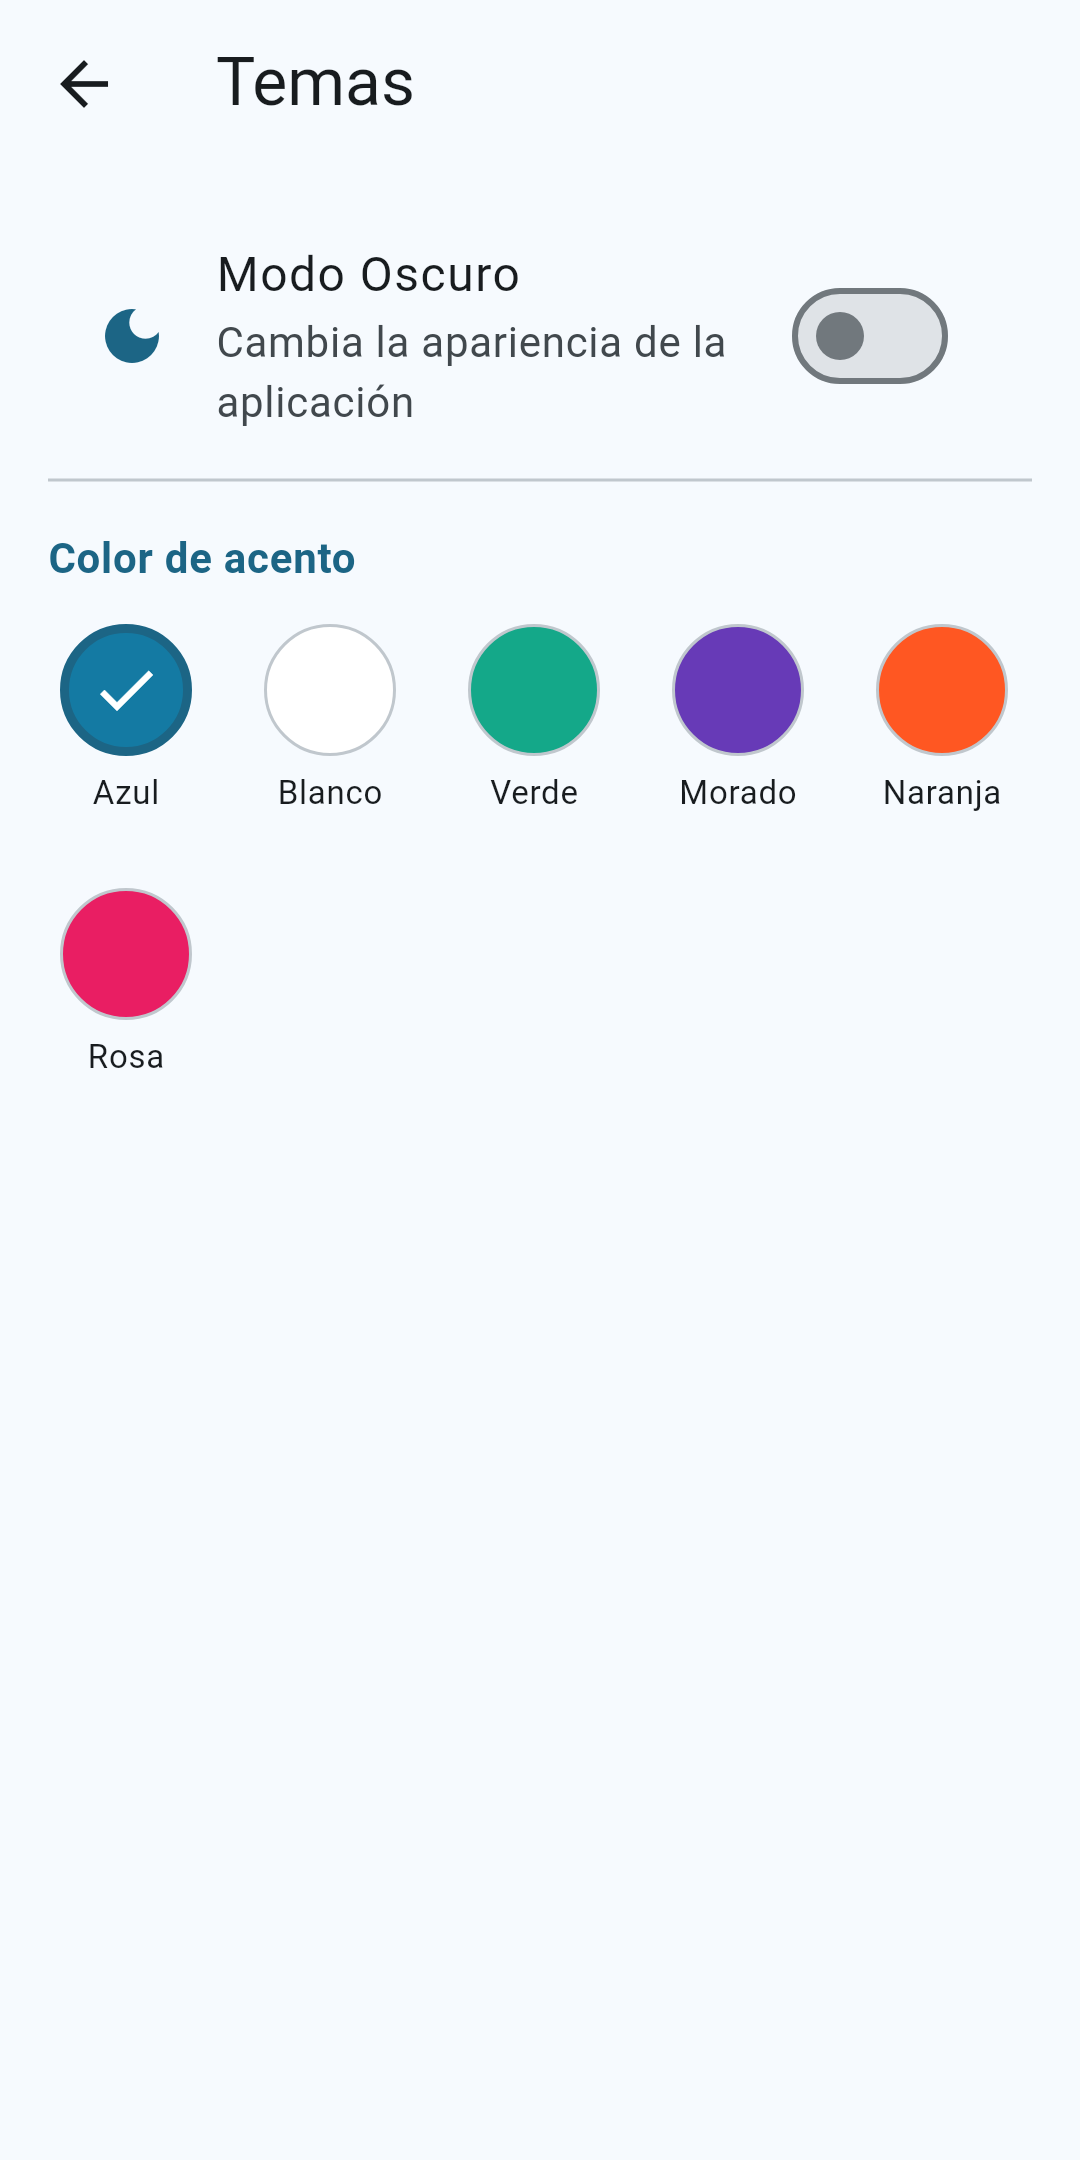 Temas
Modo Oscuro
Cambia la apariencia de la
aplicación
Color de acento
Azul
Blanco
Verde
Morado
Naranja
Rosa